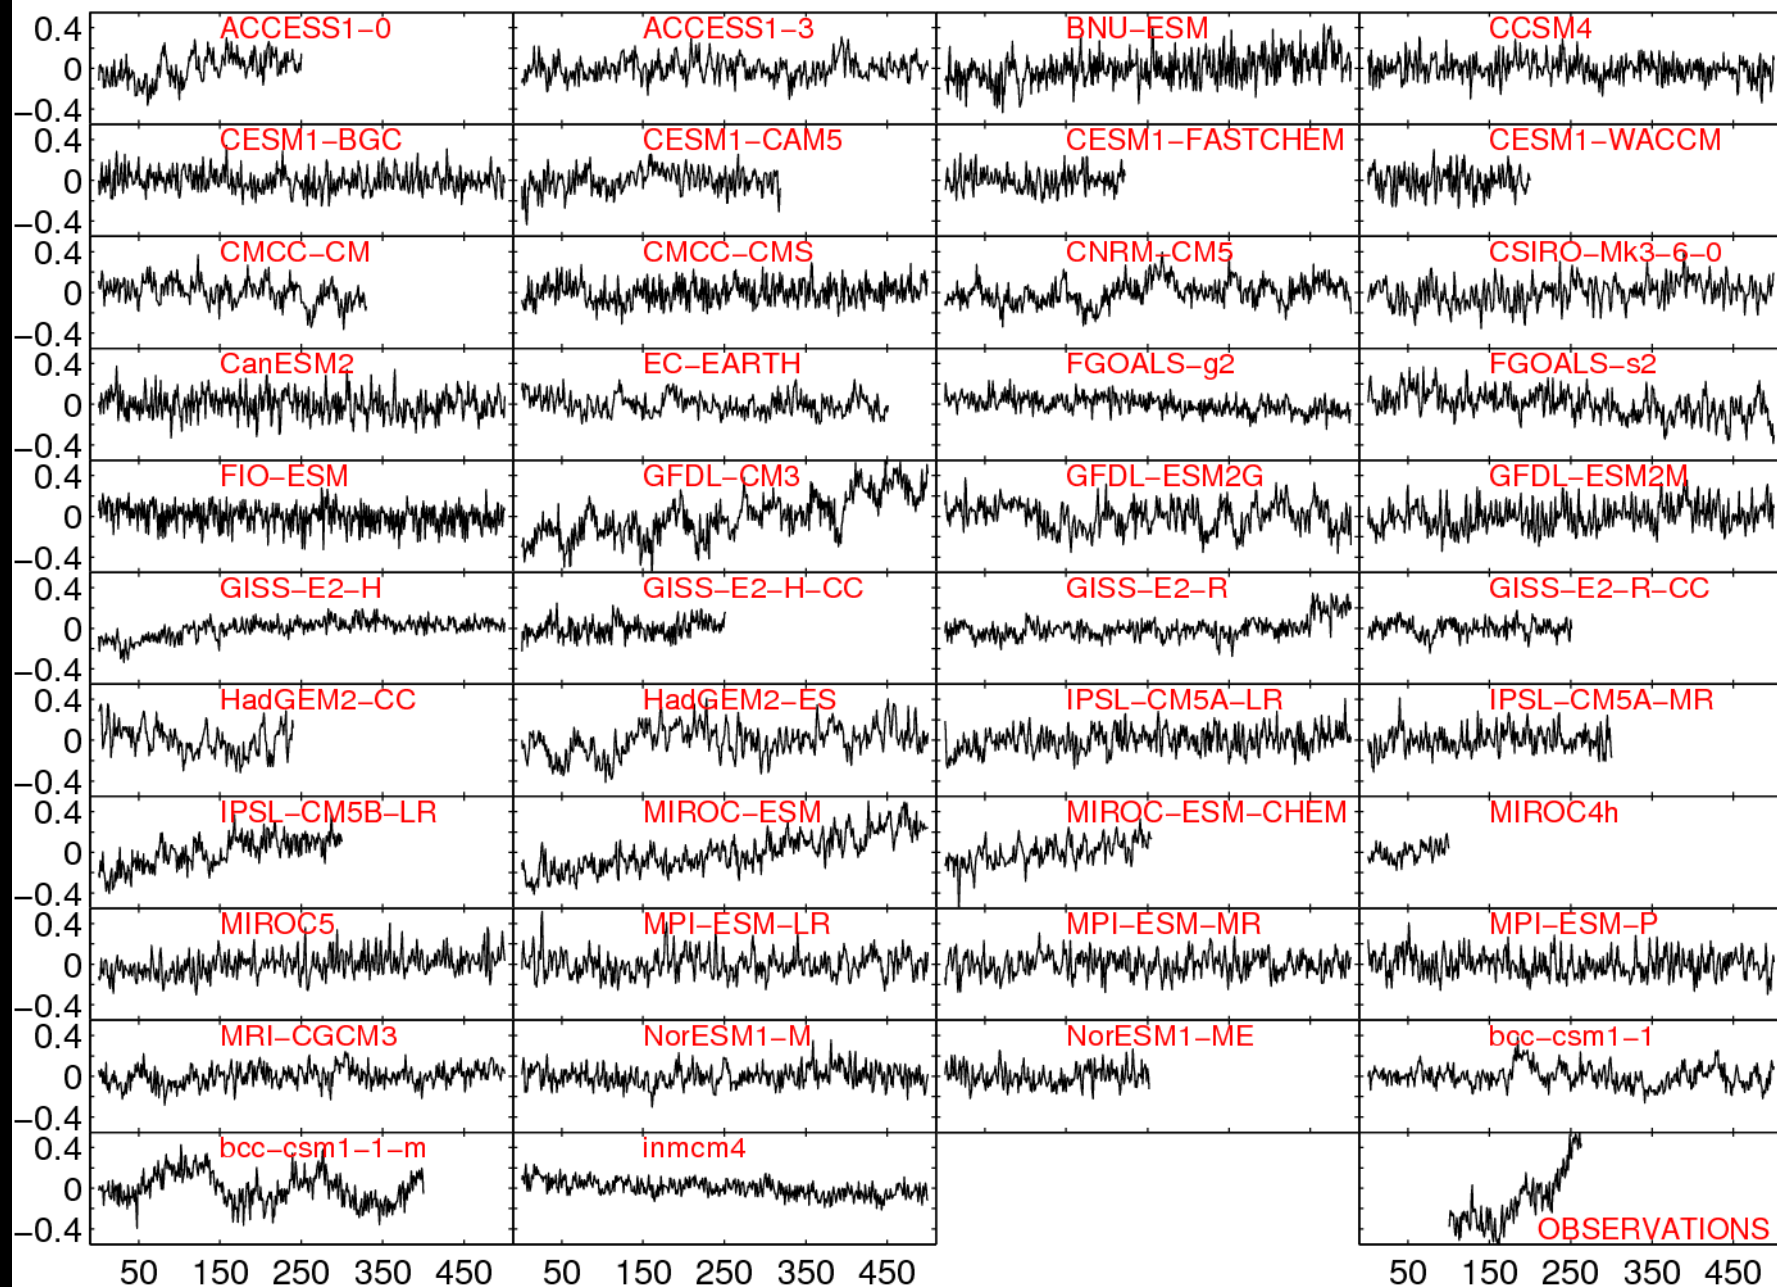 0.4 ACCESS1-0 ACCESS1-3 BNU-ESM CCSM4
0
-0.4
0.4 CESM1-BGC CESM1-CAM5 CESM1-FASTCHEM CESM1-WACCM
0
-0.4
0.4 CMCC-CM CMCC-CMS CNRM-CM5 CSIRO-Mk3-6-0
0
-0.4
0.4 CanESM2 EC-EARTH FGOALS-g2 FGOALS-s2
0
-0.4
0.4 FIO-ESM GFDL-CM3 GFDL-ESM2G GFDL-ESM2M
0
-0.4
0.4 GISS-E2-H GISS-E2-H-CC GISS-E2-R GISS-E2-R-CC
0
-0.4
0.4 HadGEM2-CC HadGEM2-ES IPSL-CM5A-LR IPSL-CM5A-MR
0
-0.4
0.4 IPSL-CM5B-LR MIROC-ESM MIROC-ESM-CHEM MIROC4h
0
-0.4
0.4 MIROC5 MPI-ESM-LR MPI-ESM-MR MPI-ESM-P
0
-0.4
0.4 MRI-CGCM3 NorESM1-M NorESM1-ME bcc-csm1-1
0
-0.4
0.4 bcc-csm1-1-m inmcm4
0
-0.4 OBSERVATIONS
50 150 250 350 450 50 150 250 350 450 50 150 250 350 450